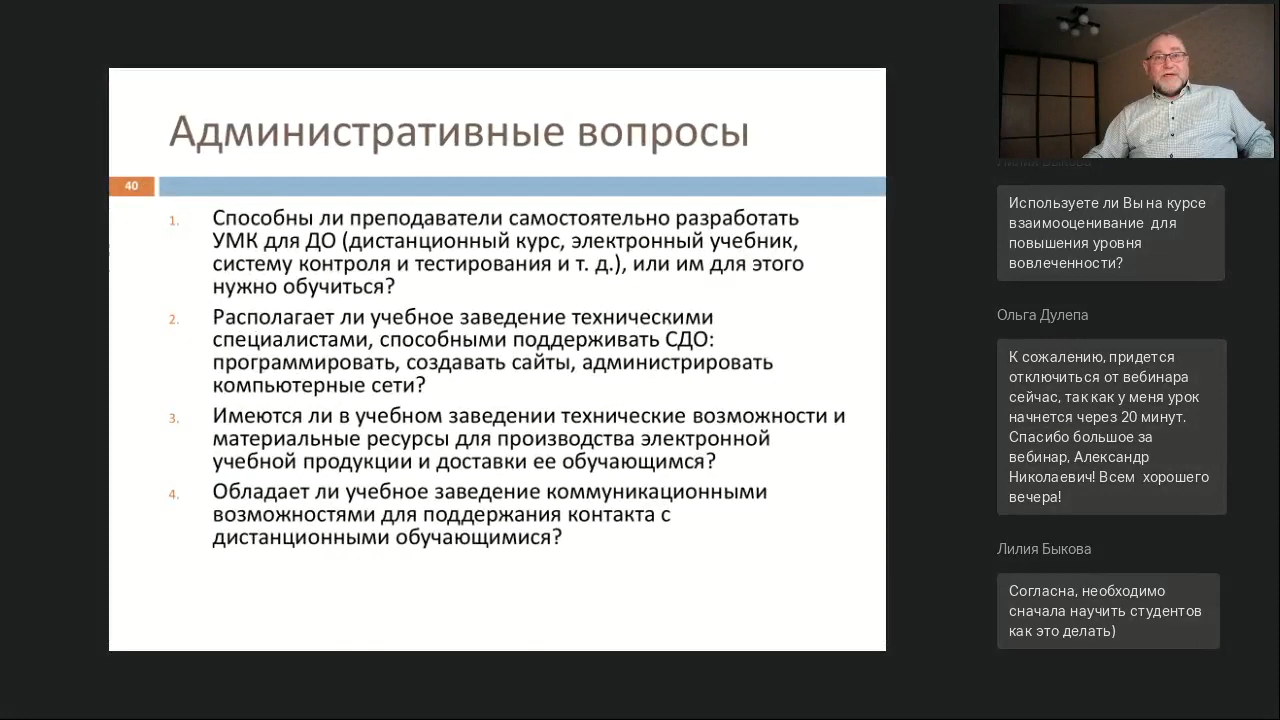 Административные вопросы
40
1. Способны ли преподаватели самостоятельно разработать
УМК для ДО (дистанционный курс, электронный учебник,
систему контроля и тестирования и т. д.), или им для этого
нужно обучиться?
2. Располагает ли учебное заведение техническими
специалистами, способными поддерживать СДО:
программировать, создавать сайты, администрировать
компьютерные сети?
3. Имеются ли в учебном заведении технические возможности и
материальные ресурсы для производства электронной
учебной продукции и доставки ее обучающимся?
4. Обладает ли учебное заведение коммуникационными
возможностями для поддержания контакта с
дистанционными обучающимися?
Лилия Быкова
Используете ли Вы на курсе
взаимооценивание для
повышения уровня
вовлеченности?
Ольга Дулепа
К сожалению, придется
отключиться от вебинара
сейчас, так как у меня урок
начнется через 20 минут.
Спасибо большое за
вебинар, Александр
Николаевич! Всем хорошего
вечера!
Лилия Быкова
Согласна, необходимо
сначала научить студентов
как это делать)